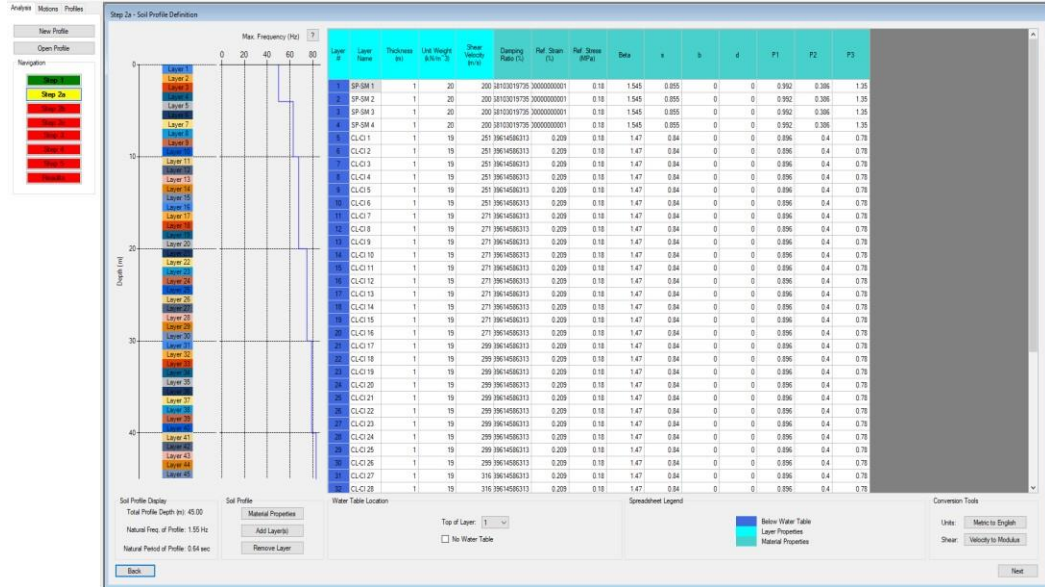 Analysis Motions Profiles
New Profile
Open Profile
Navigation
Step 1
Step 2a
Step 3
Step 4
Step 5
Results
Step 2a - Soil Profile Definition
Max. Frequency (Hz) ?
0 20 40 60 80
Depth (m)
0
10
20
30
40
Layer 1
Layer 2
Layer 3
Layer 5
Layer 7
Layer 8
Layer 9
Layer 11
Layer 12
Layer 13
Layer 14
Layer 15
Layer 16
Layer 17
Layer 18
Layer 20
Layer 22
Layer 23
Layer 24
Layer 26
Layer 27
Layer 28
Layer 29
Layer 30
Layer 31
Layer 32
Layer 35
Layer 37
Layer 38
Layer 39
Layer 41
Layer 42
Layer 43
Layer 44
Layer 45
Layer # Layer Name Thickness (m) Unit Weight (kN/m^3) Shear Velocity (m/s) Damping Ratio (%) Ref. Strain (%) Ref. Stress (MPa) Beta s b d P1 P2 P3
1 SP-SM 1 1 20 200 58103019735 30000000001 0.18 1.545 0.855 0 0 0.992 0.386 1.35
2 SP-SM 2 1 20 200 58103019735 30000000001 0.18 1.545 0.855 0 0 0.992 0.386 1.35
3 SP-SM 3 1 20 200 58103019735 30000000001 0.18 1.545 0.855 0 0 0.992 0.386 1.35
4 SP-SM 4 1 20 200 58103019735 30000000001 0.18 1.545 0.855 0 0 0.992 0.386 1.35
5 CL-CI 1 1 19 251 39614586313 0.209 0.18 1.47 0.84 0 0 0.896 0.4 0.78
6 CL-CI 2 1 19 251 39614586313 0.209 0.18 1.47 0.84 0 0 0.896 0.4 0.78
7 CL-CI 3 1 19 251 39614586313 0.209 0.18 1.47 0.84 0 0 0.896 0.4 0.78
8 CL-CI 4 1 19 251 39614586313 0.209 0.18 1.47 0.84 0 0 0.896 0.4 0.78
9 CL-CI 5 1 19 251 39614586313 0.209 0.18 1.47 0.84 0 0 0.896 0.4 0.78
10 CL-CI 6 1 19 251 39614586313 0.209 0.18 1.47 0.84 0 0 0.896 0.4 0.78
11 CL-CI 7 1 19 271 39614586313 0.209 0.18 1.47 0.84 0 0 0.896 0.4 0.78
12 CL-CI 8 1 19 271 39614586313 0.209 0.18 1.47 0.84 0 0 0.896 0.4 0.78
13 CL-CI 9 1 19 271 39614586313 0.209 0.18 1.47 0.84 0 0 0.896 0.4 0.78
14 CL-CI 10 1 19 271 39614586313 0.209 0.18 1.47 0.84 0 0 0.896 0.4 0.78
15 CL-CI 11 1 19 271 39614586313 0.209 0.18 1.47 0.84 0 0 0.896 0.4 0.78
16 CL-CI 12 1 19 271 39614586313 0.209 0.18 1.47 0.84 0 0 0.896 0.4 0.78
17 CL-CI 13 1 19 271 39614586313 0.209 0.18 1.47 0.84 0 0 0.896 0.4 0.78
18 CL-CI 14 1 19 271 39614586313 0.209 0.18 1.47 0.84 0 0 0.896 0.4 0.78
19 CL-CI 15 1 19 271 39614586313 0.209 0.18 1.47 0.84 0 0 0.896 0.4 0.78
20 CL-CI 16 1 19 271 39614586313 0.209 0.18 1.47 0.84 0 0 0.896 0.4 0.78
21 CL-CI 17 1 19 299 39614586313 0.209 0.18 1.47 0.84 0 0 0.896 0.4 0.78
22 CL-CI 18 1 19 299 39614586313 0.209 0.18 1.47 0.84 0 0 0.896 0.4 0.78
23 CL-CI 19 1 19 299 39614586313 0.209 0.18 1.47 0.84 0 0 0.896 0.4 0.78
24 CL-CI 20 1 19 299 39614586313 0.209 0.18 1.47 0.84 0 0 0.896 0.4 0.78
25 CL-CI 21 1 19 299 39614586313 0.209 0.18 1.47 0.84 0 0 0.896 0.4 0.78
26 CL-CI 22 1 19 299 39614586313 0.209 0.18 1.47 0.84 0 0 0.896 0.4 0.78
27 CL-CI 23 1 19 299 39614586313 0.209 0.18 1.47 0.84 0 0 0.896 0.4 0.78
28 CL-CI 24 1 19 299 39614586313 0.209 0.18 1.47 0.84 0 0 0.896 0.4 0.78
29 CL-CI 25 1 19 299 39614586313 0.209 0.18 1.47 0.84 0 0 0.896 0.4 0.78
30 CL-CI 26 1 19 299 39614586313 0.209 0.18 1.47 0.84 0 0 0.896 0.4 0.78
31 CL-CI 27 1 19 316 39614586313 0.209 0.18 1.47 0.84 0 0 0.896 0.4 0.78
32 CL-CI 28 1 19 316 39614586313 0.209 0.18 1.47 0.84 0 0 0.896 0.4 0.78
Soil Profile Display
Total Profile Depth (m): 45.00
Natural Freq. of Profile: 1.55 Hz
Natural Period of Profile: 0.64 sec
Soil Profile
Material Properties
Add Layer(s)
Remove Layer
Water Table Location
Top of Layer: 1
No Water Table
Spreadsheet Legend
Below Water Table
Layer Properties
Material Properties
Conversion Tools
Units: Metric to English
Shear: Velocity to Modulus
Back
Next